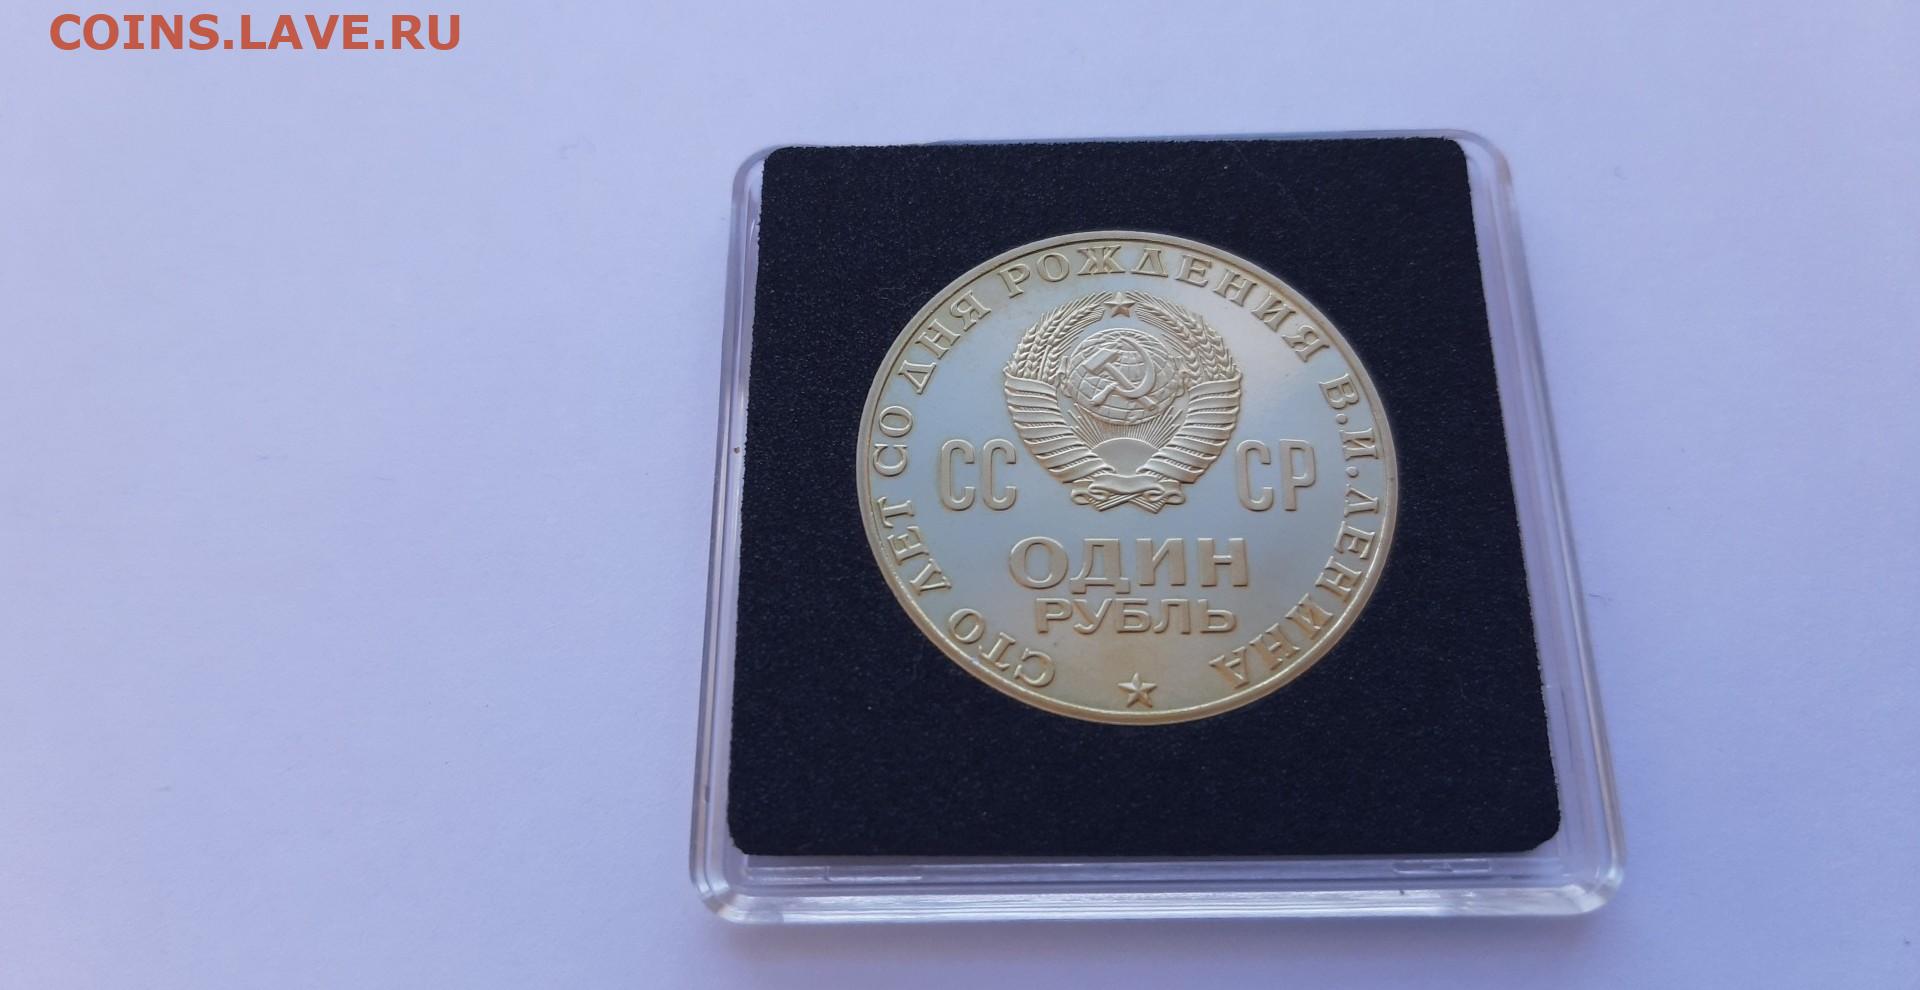 COINS.LAVE.RU
СТО ЛЕТ СО ДНЯ РОЖДЕНИЯ В.И.ЛЕНИНА
СС СР
ОДИН
РУБЛЬ